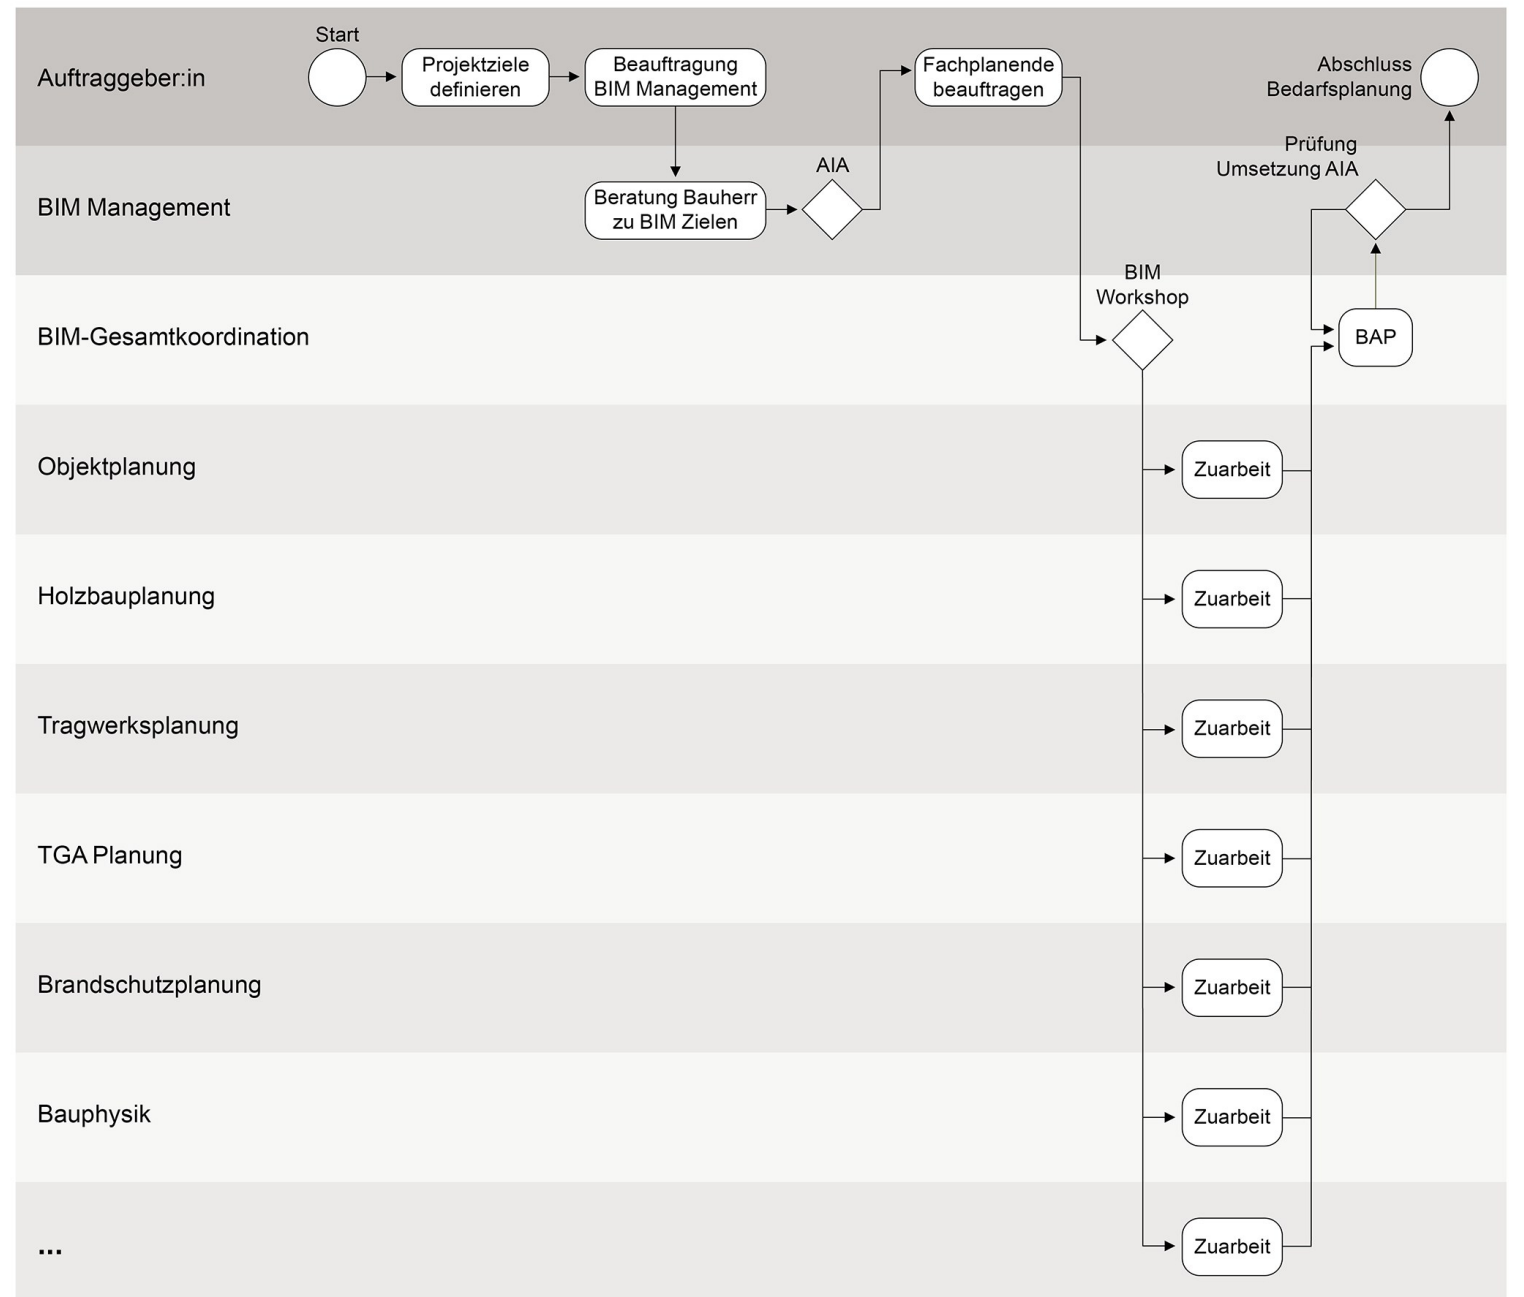 Start
Auftraggeber:in
Projektziele
definieren
Beauftragung
BIM Management
Fachplanende
beauftragen
Abschluss
Bedarfsplanung
BIM Management
Beratung Bauherr
zu BIM Zielen
AIA
Prüfung
Umsetzung AIA
BIM-Gesamtkoordination
BIM
Workshop
BAP
Objektplanung
Zuarbeit
Holzbauplanung
Zuarbeit
Tragwerksplanung
Zuarbeit
TGA Planung
Zuarbeit
Brandschutzplanung
Zuarbeit
Bauphysik
Zuarbeit
...
Zuarbeit